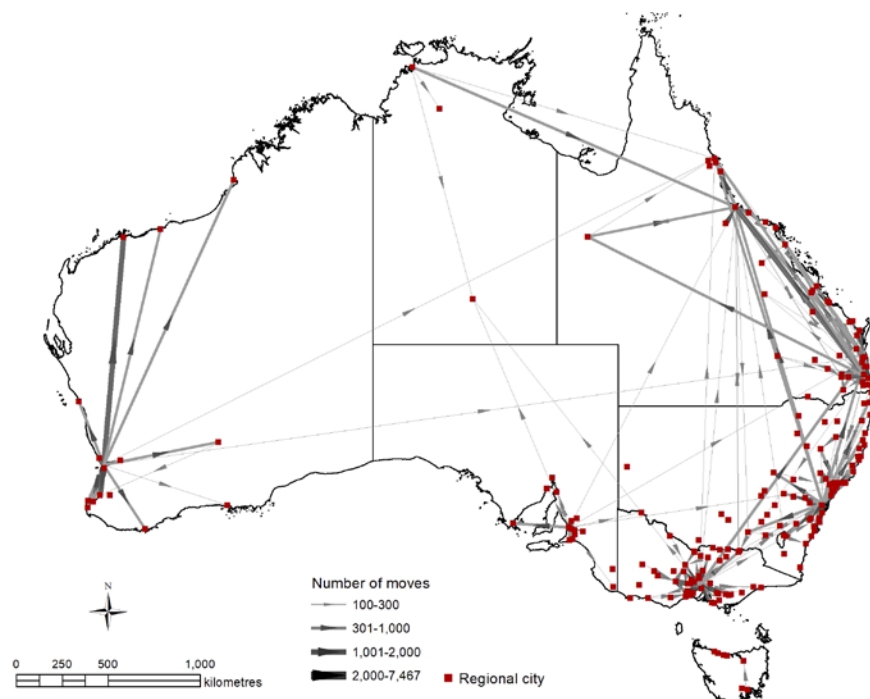 N
Number of moves
100-300
301-1,000
1,001-2,000
2,000-7,467
Regional city
0 250 500 1,000
kilometres